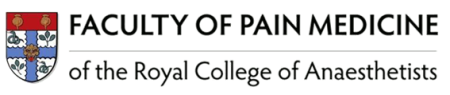 FACULTY OF PAIN MEDICINE
of the Royal College of Anaesthetists